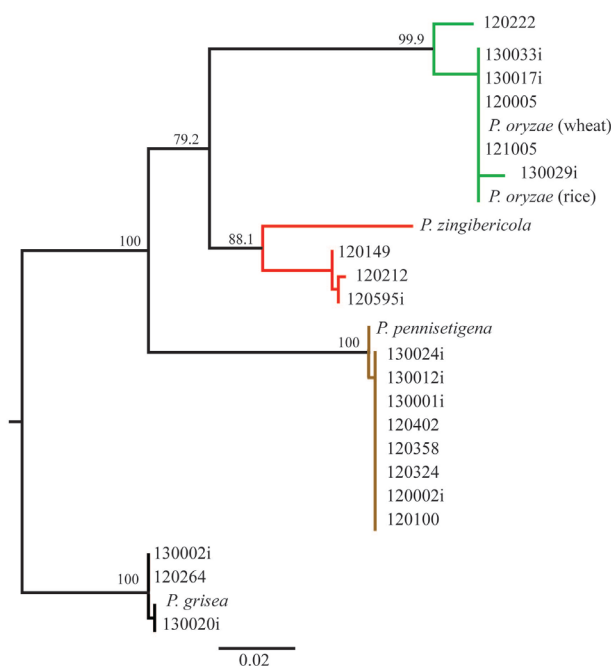 120222
99.9
130033i
130017i
120005
P. oryzae (wheat)
79.2
121005
130029i
P. oryzae (rice)
P. zingibericola
100
88.1
120149
120212
120595i
P. pennisetigena
100
130024i
130012i
130001i
120402
120358
120324
120002i
120100
130002i
100
120264
P. grisea
130020i
0.02